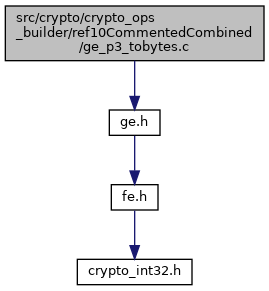 src/crypto/crypto_ops
_builder/ref10CommentedCombined
/ge_p3_tobytes.c
ge.h
fe.h
crypto_int32.h